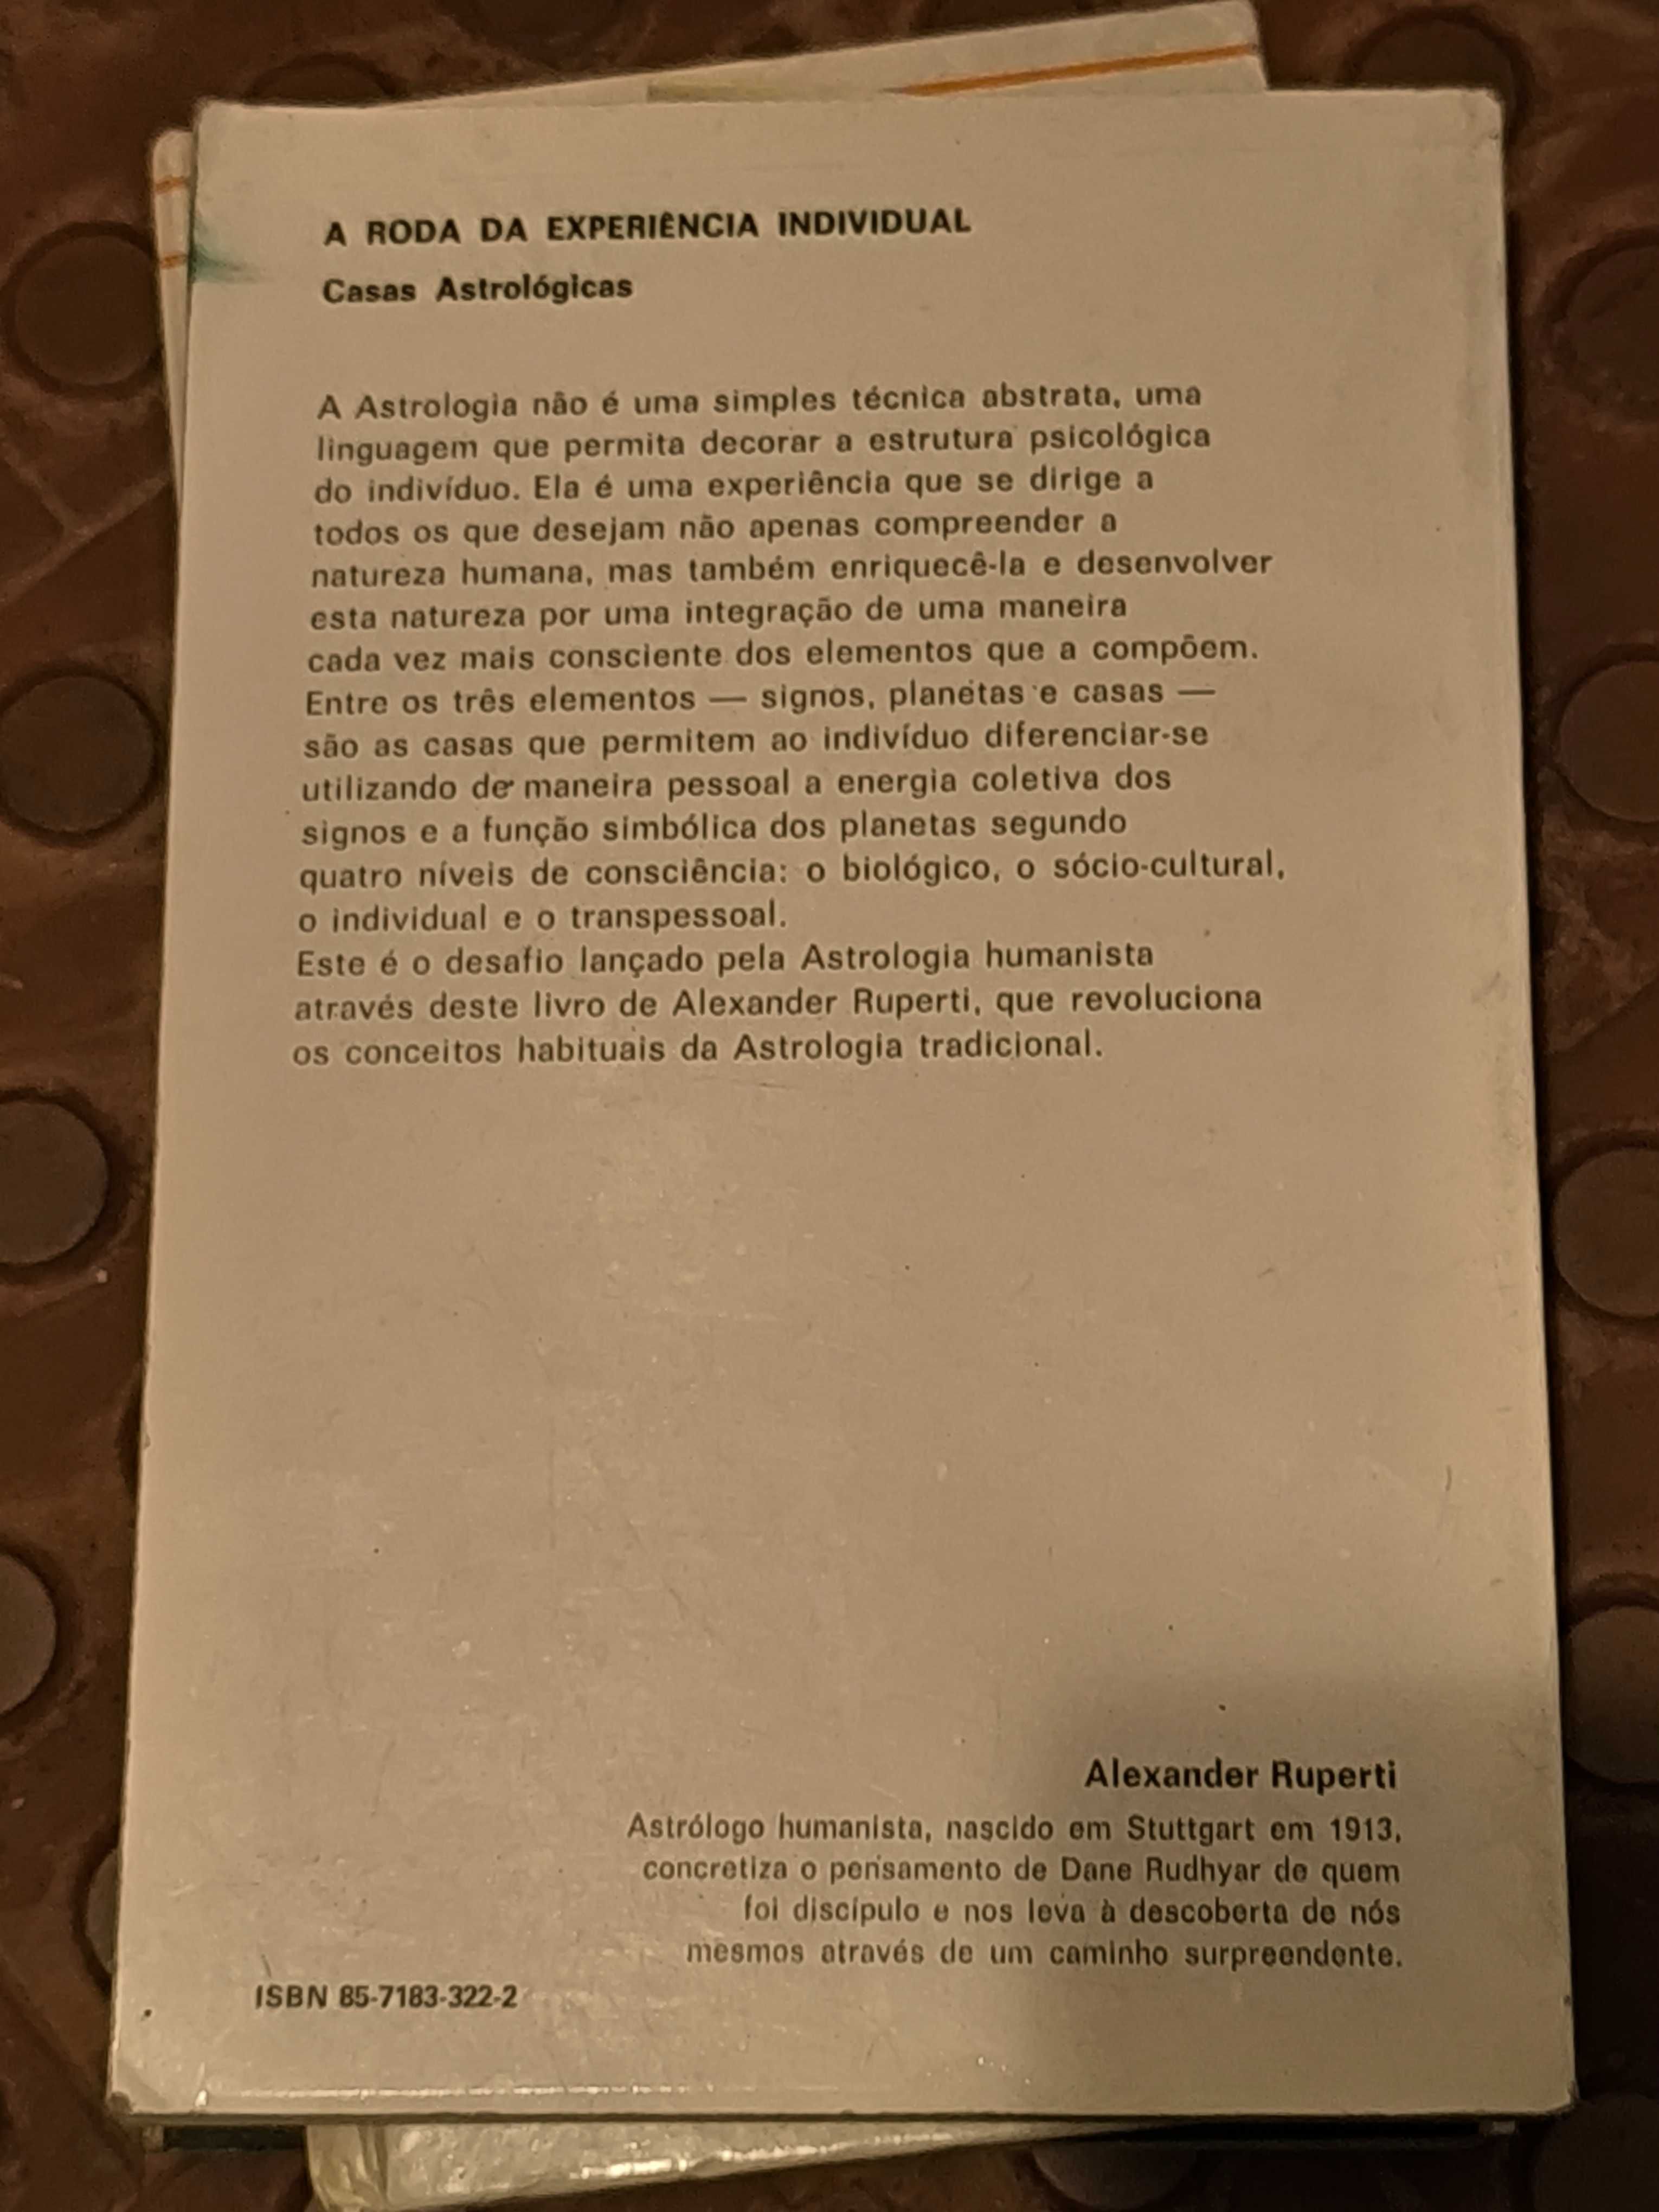 A RODA DA EXPERIÊNCIA INDIVIDUAL
Casas Astrológicas
A Astrologia não é uma simples técnica abstrata, uma
linguagem que permita decorar a estrutura psicológica
do indivíduo. Ela é uma experiência que se dirige a
todos os que desejam não apenas compreender a
natureza humana, mas também enriquecê-la e desenvolver
esta natureza por uma integração de uma maneira
cada vez mais consciente dos elementos que a compõem.
Entre os três elementos — signos, planetas e casas —
são as casas que permitem ao indivíduo diferenciar-se
utilizando de maneira pessoal a energia coletiva dos
signos e a função simbólica dos planetas segundo
quatro níveis de consciência: o biológico, o sócio-cultural,
o individual e o transpessoal.
Este é o desafio lançado pela Astrologia humanista
através deste livro de Alexander Ruperti, que revoluciona
os conceitos habituais da Astrologia tradicional.
Alexander Ruperti
Astrólogo humanista, nascido em Stuttgart em 1913,
concretiza o pensamento de Dane Rudhyar de quem
foi discípulo e nos leva à descoberta de nós
mesmos através de um caminho surpreendente.
ISBN 85-7183-322-2